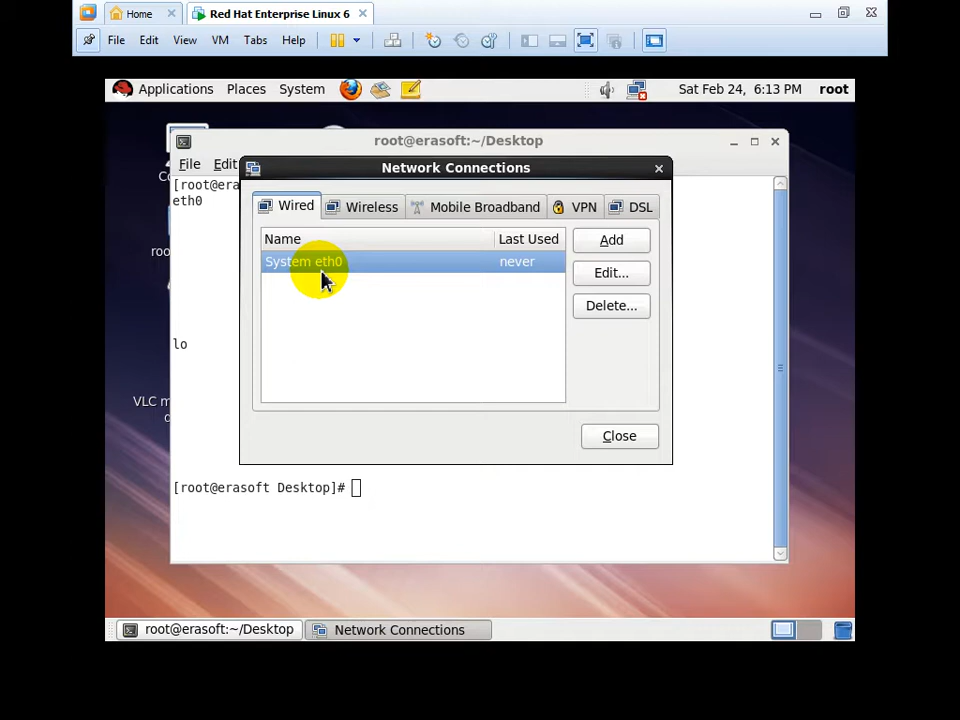 Home
Red Hat Enterprise Linux 6
File Edit View VM Tabs Help
Applications Places System Sat Feb 24, 6:13 PM root
root@erasoft:~/Desktop
File Edit
Network Connections
[root@era
eth0
Wired Wireless Mobile Broadband VPN DSL
Name Last Used
System eth0 never
Add
Edit...
Delete...
lo
VLC m
Close
[root@erasoft Desktop]#
root@erasoft:~/Desktop Network Connections